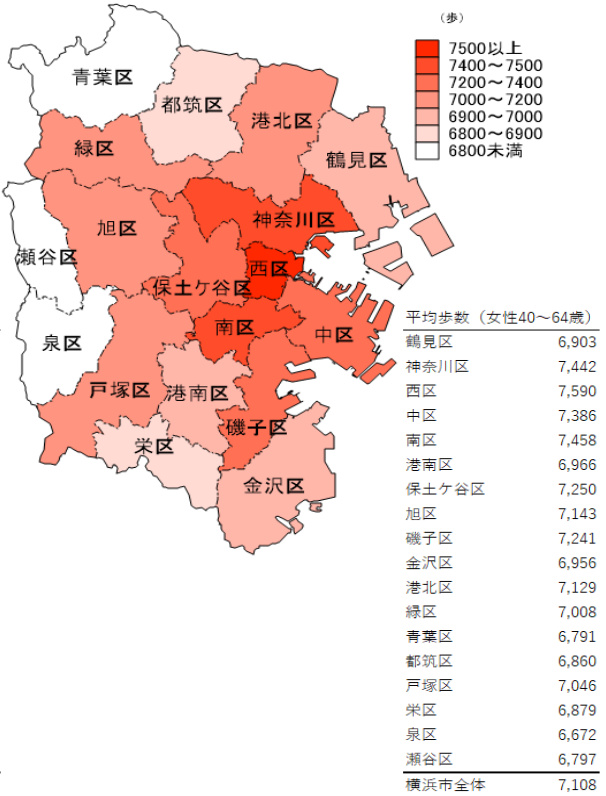 （歩）
7500以上
7400～7500
7200～7400
7000～7200
6900～7000
6800～6900
6800未満
青葉区
都筑区
港北区
緑区
鶴見区
神奈川区
旭区
瀬谷区
西区
保土ケ谷区
南区
中区
泉区
戸塚区
港南区
磯子区
栄区
金沢区
平均歩数（女性40～64歳）
鶴見区 6,903
神奈川区 7,442
西区 7,590
中区 7,386
南区 7,458
港南区 6,966
保土ケ谷区 7,250
旭区 7,143
磯子区 7,241
金沢区 6,956
港北区 7,129
緑区 7,008
青葉区 6,791
都筑区 6,860
戸塚区 7,046
栄区 6,879
泉区 6,672
瀬谷区 6,797
横浜市全体 7,108